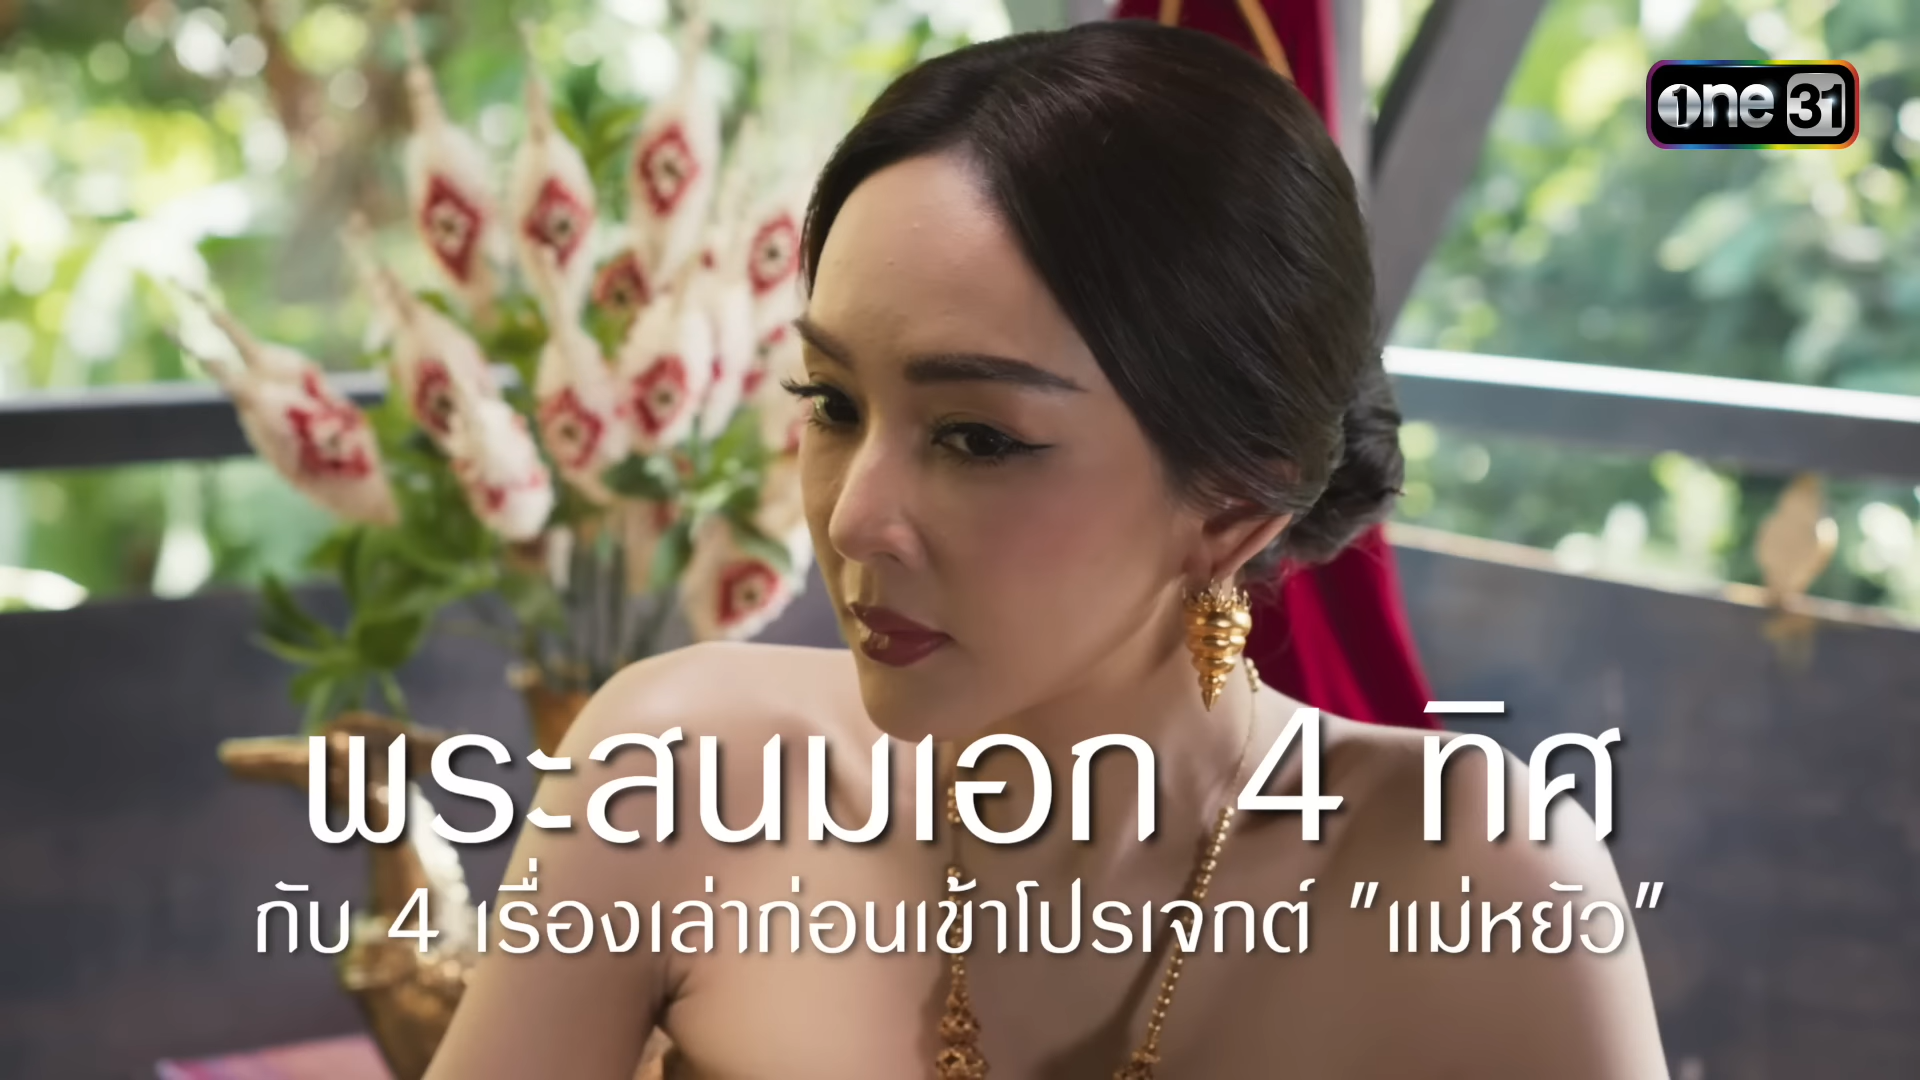 one 31
พระสนมเอก 4 ทิศ
กับ 4 เรื่องเล่าก่อนเข้าโปรเจกต์ "แม่หยัว"